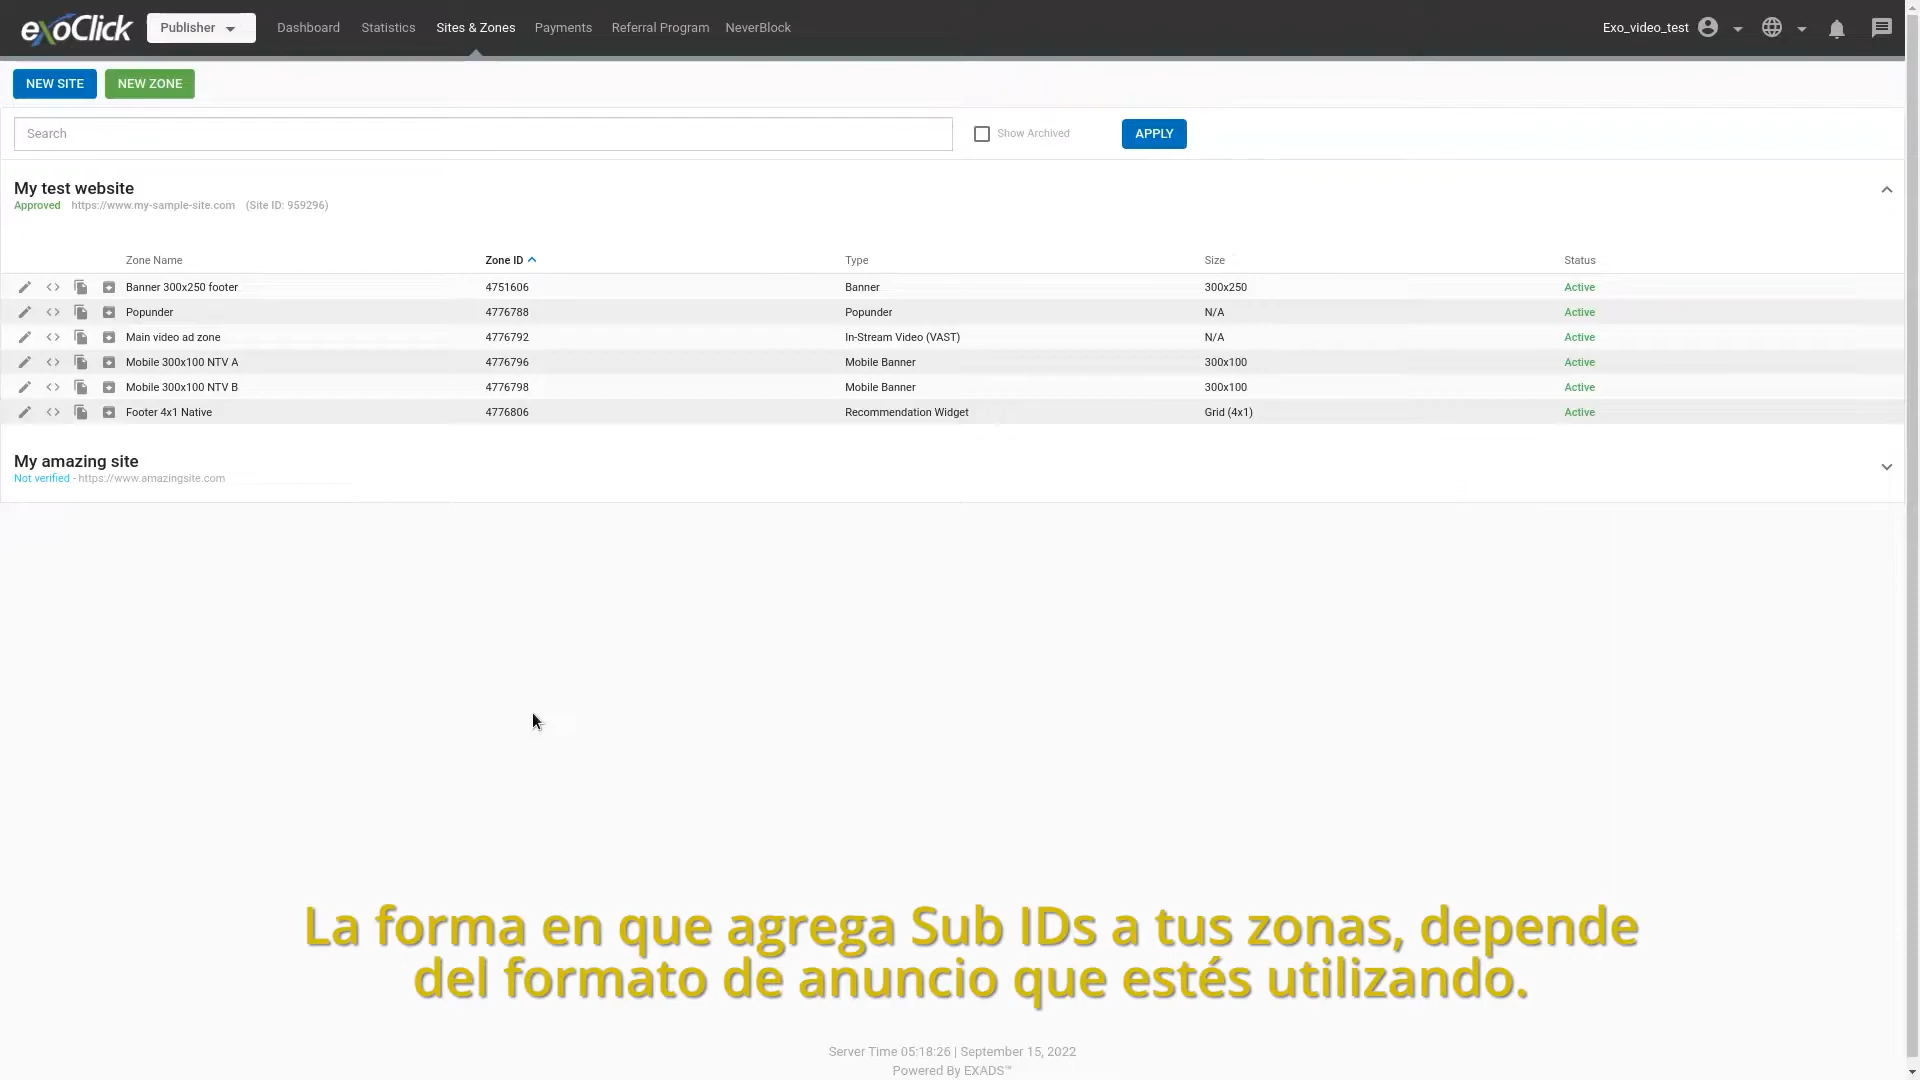 exoClick Publisher Dashboard Statistics Sites & Zones Payments Referral Program NeverBlock Exo_video_test
NEW SITE NEW ZONE
Search Show Archived APPLY
My test website
Approved https://www.my-sample-site.com (Site ID: 959296)
Zone Name Zone ID Type Size Status
Banner 300x250 footer 4751606 Banner 300x250 Active
Popunder 4776788 Popunder N/A Active
Main video ad zone 4776792 In-Stream Video (VAST) N/A Active
Mobile 300x100 NTV A 4776796 Mobile Banner 300x100 Active
Mobile 300x100 NTV B 4776798 Mobile Banner 300x100 Active
Footer 4x1 Native 4776806 Recommendation Widget Grid (4x1) Active
My amazing site
Not verified - https://www.amazingsite.com
La forma en que agrega Sub IDs a tus zonas, depende
del formato de anuncio que estés utilizando.
Server Time 05:18:26 | September 15, 2022
Powered By EXADS™